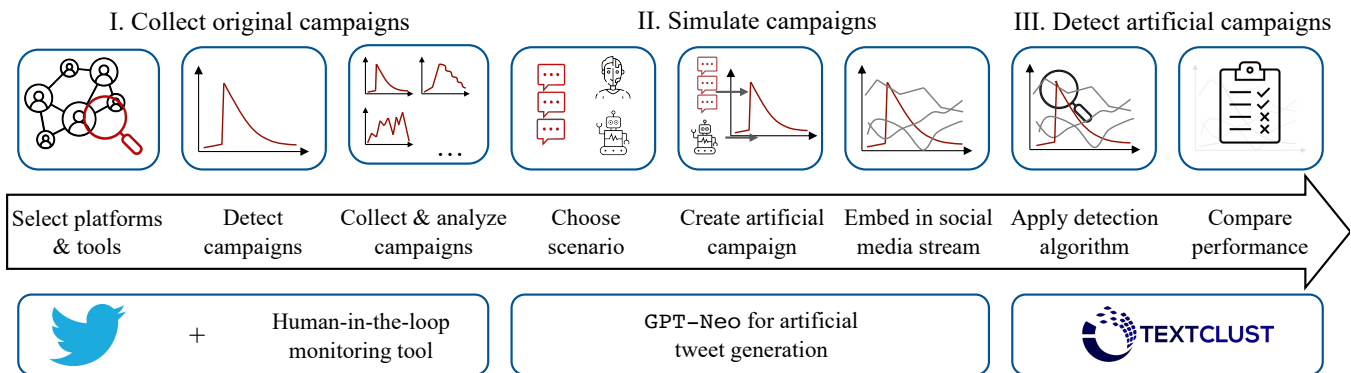 I. Collect original campaigns
II. Simulate campaigns
III. Detect artificial campaigns
...
Select platforms
& tools
Detect
campaigns
Collect & analyze
campaigns
Choose
scenario
Create artificial
campaign
Embed in social
media stream
Apply detection
algorithm
Compare
performance
+
Human-in-the-loop
monitoring tool
GPT-Neo for artificial
tweet generation
TEXTCLUST